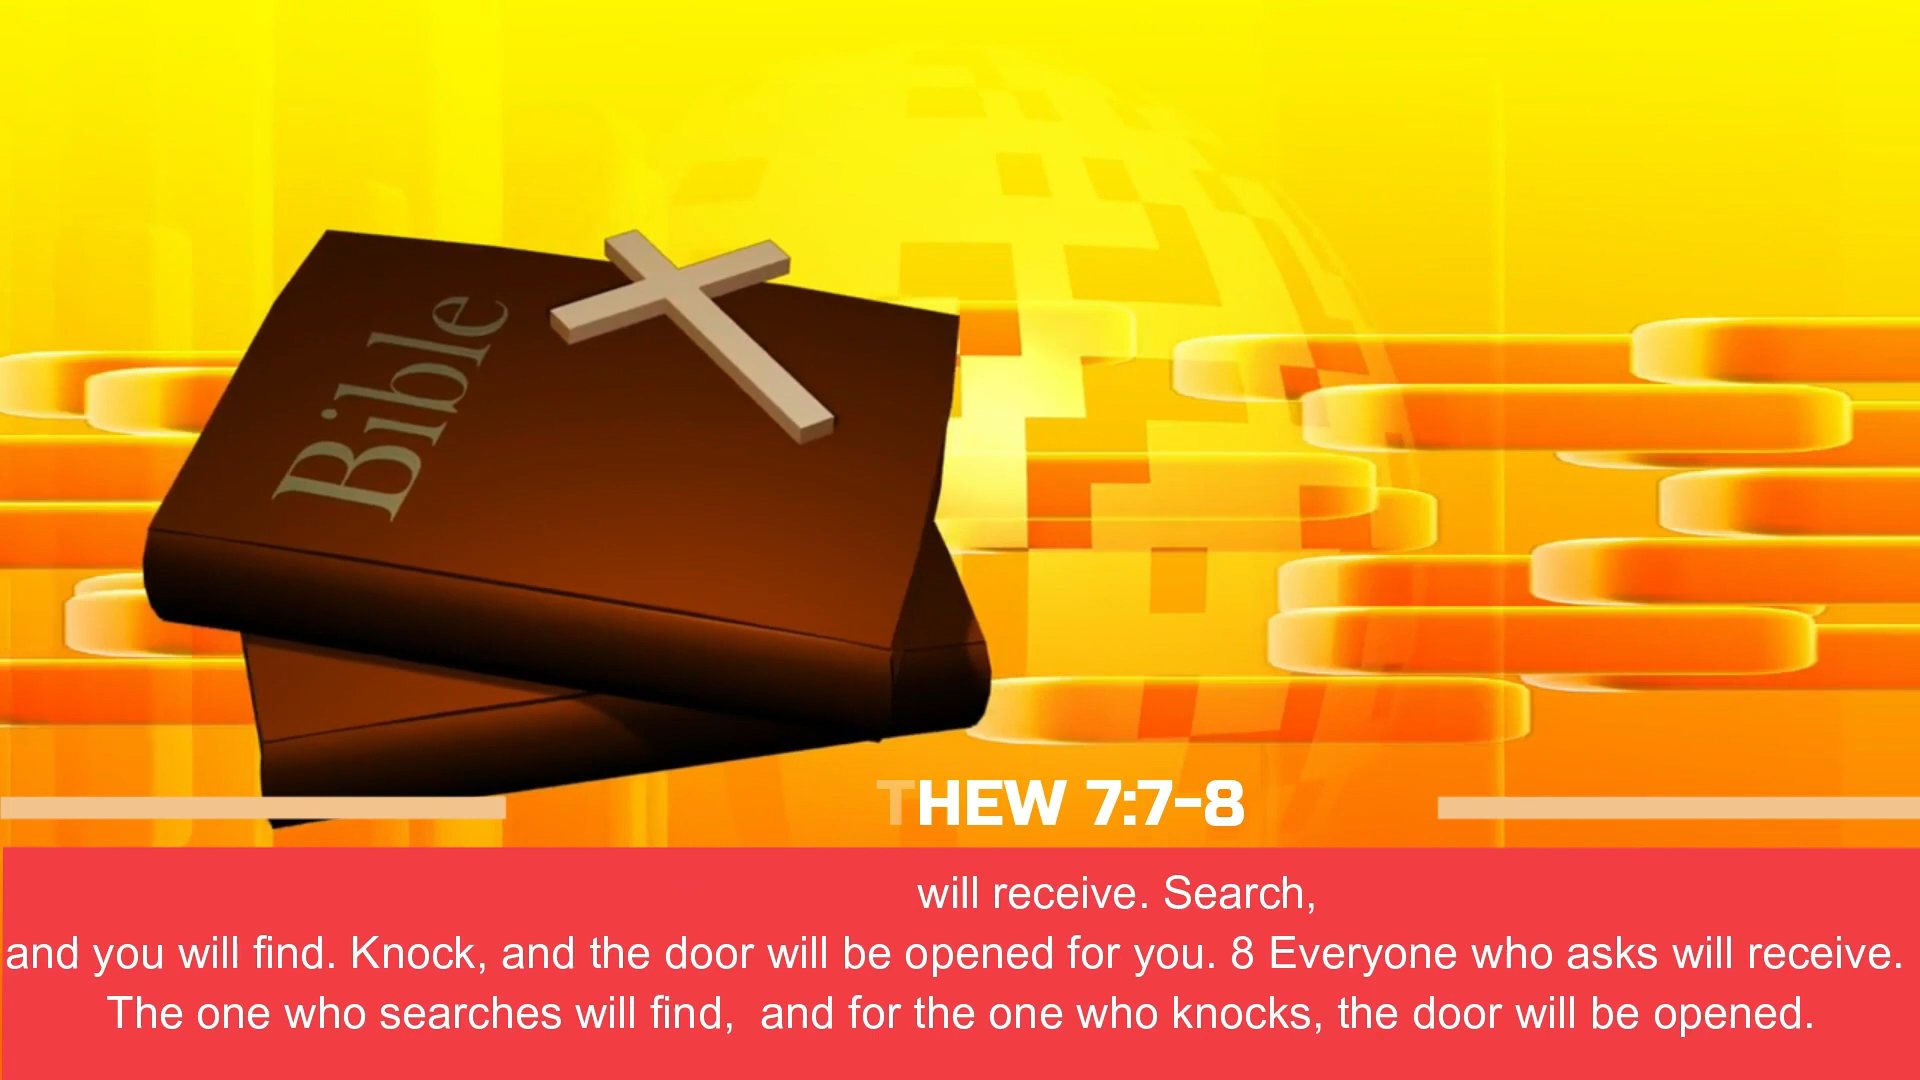 Bible
THEW 7:7-8
will receive. Search,
and you will find. Knock, and the door will be opened for you. 8 Everyone who asks will receive.
The one who searches will find,  and for the one who knocks, the door will be opened.